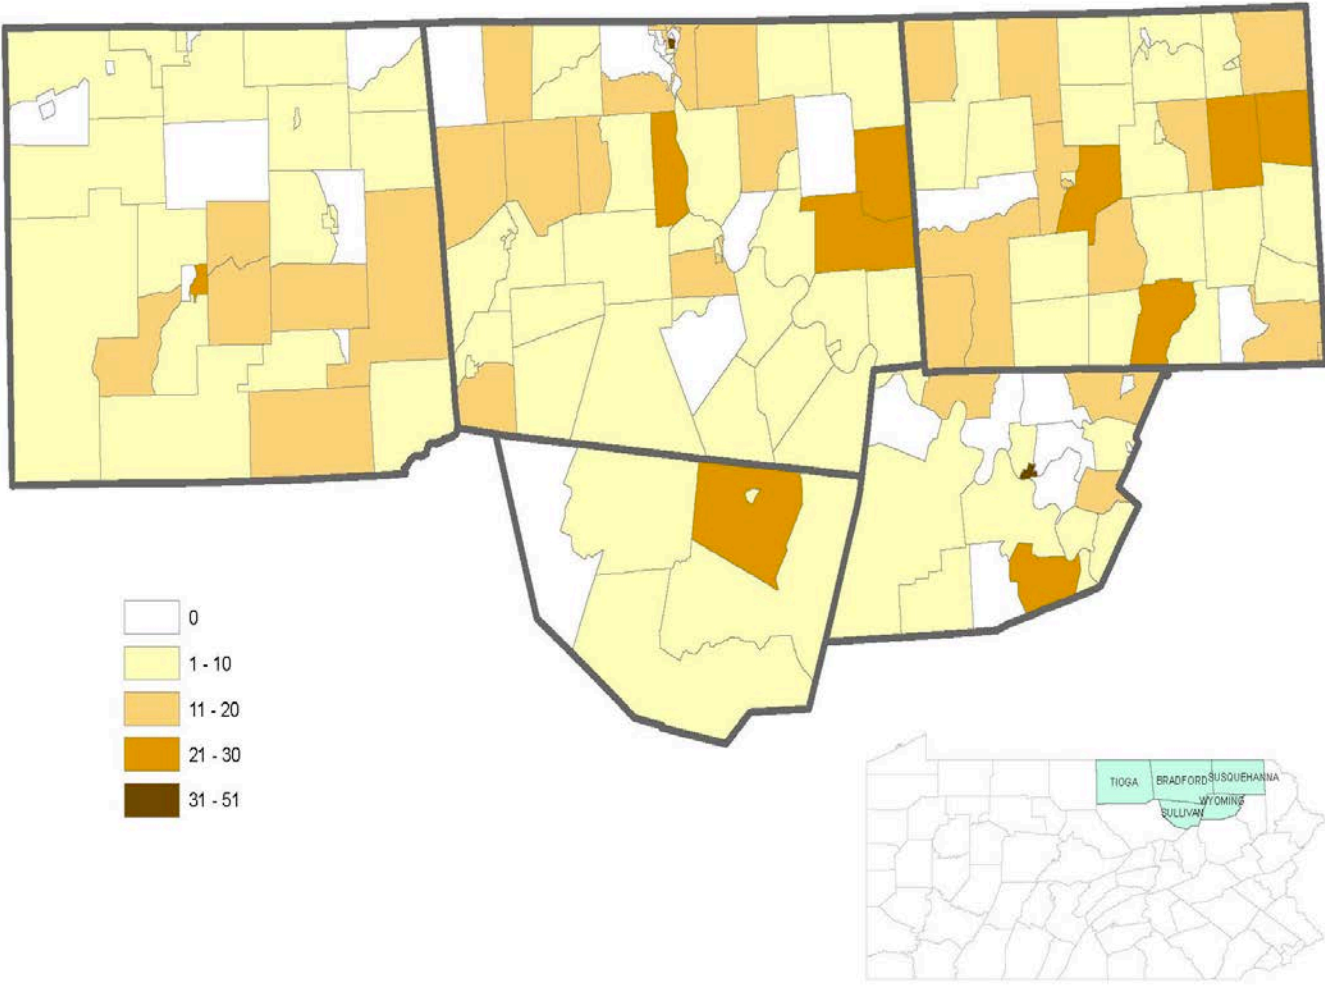 0
1 - 10
11 - 20
21 - 30
31 - 51
TIOGA
BRADFORD
SUSQUEHANNA
WYOMING
SULLIVAN